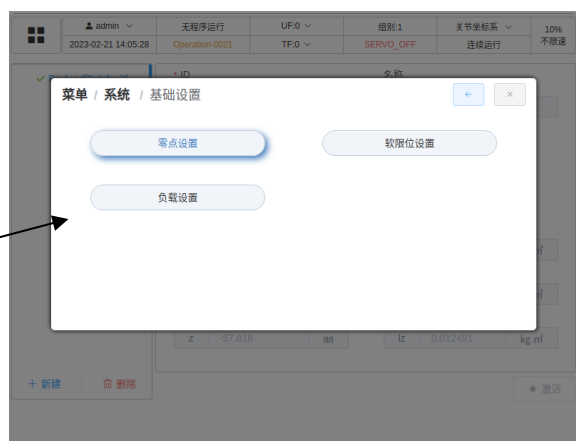 admin 无程序运行 UF:0 组别:1 关节坐标系 10%
2023-02-21 14:05:28 Operation-0021 TF:0 SERVO_OFF 连续运行 不限速
* ID 名称
菜单 / 系统 / 基础设置
零点设置 软限位设置
负载设置
z -57.816 Iz 0.012491 kg.㎡
+ 新建 删除 ★ 激活